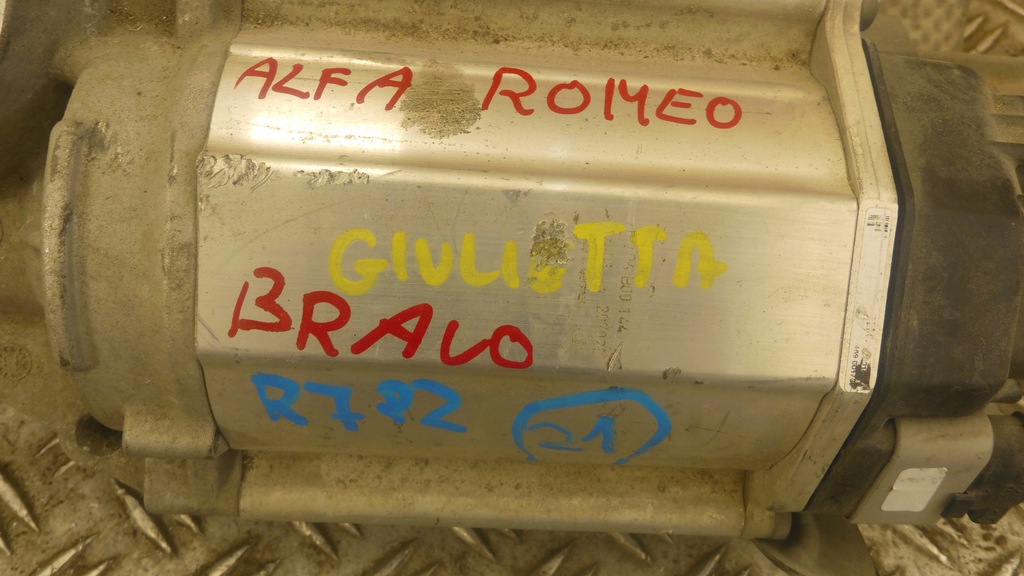 ALFA ROMEO
GIULIETTA
BRAVO
R782 21